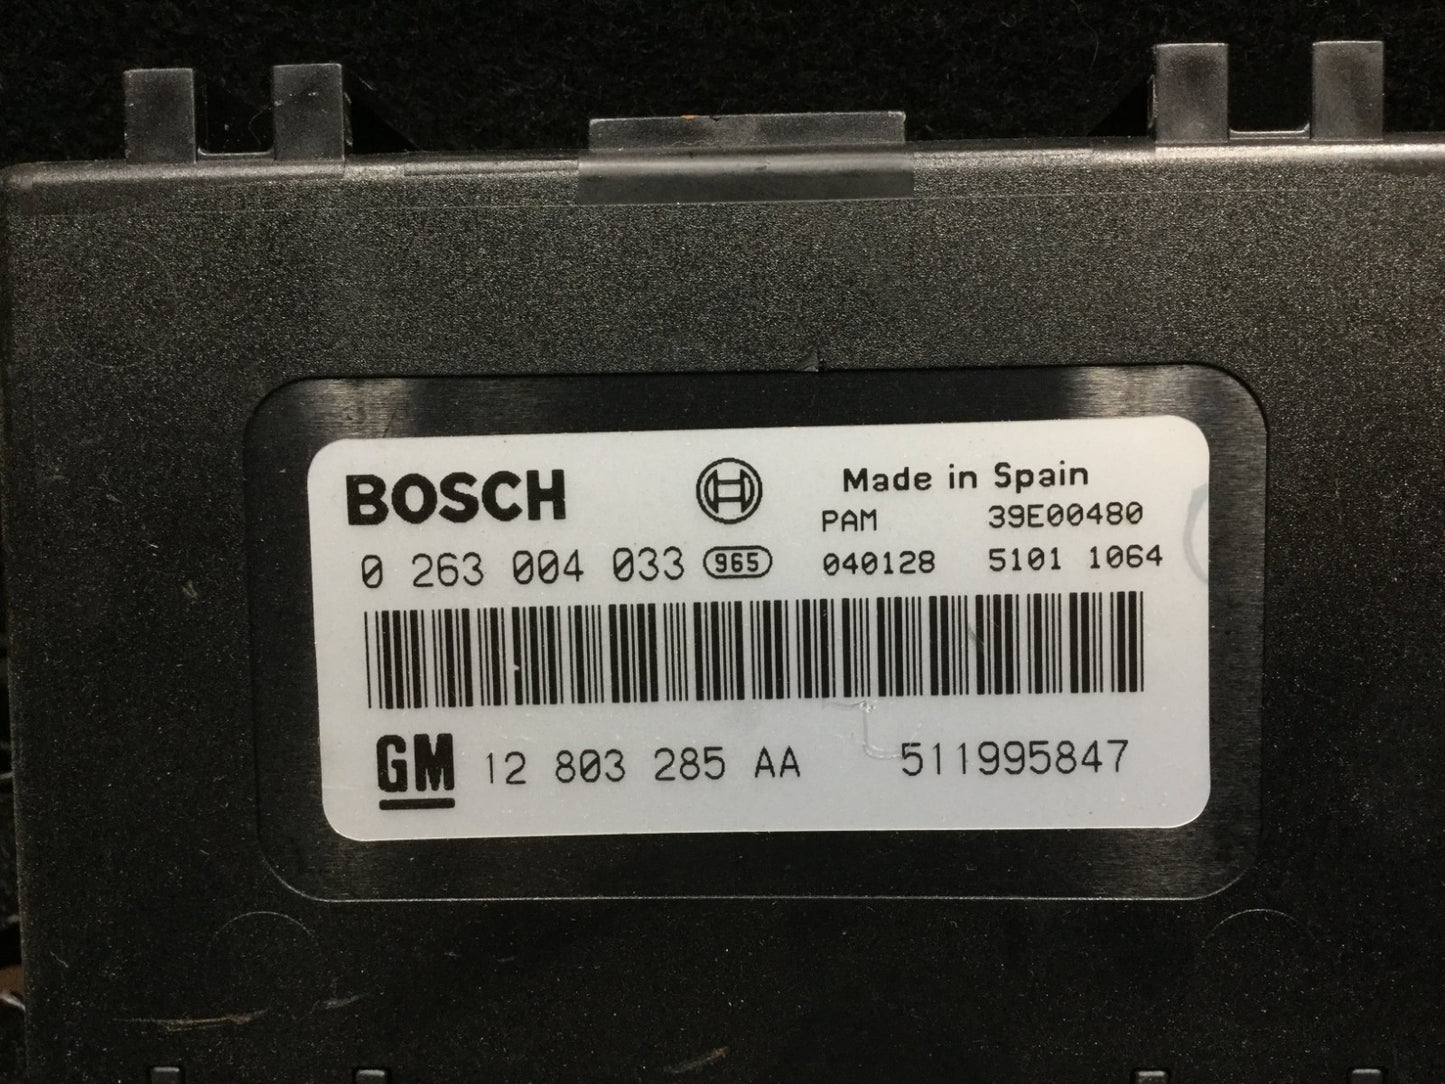 BOSCH
Made in Spain
PAM 39E00480
0 263 004 033 965 040128 5101 1064
GM 12 803 285 AA 511995847